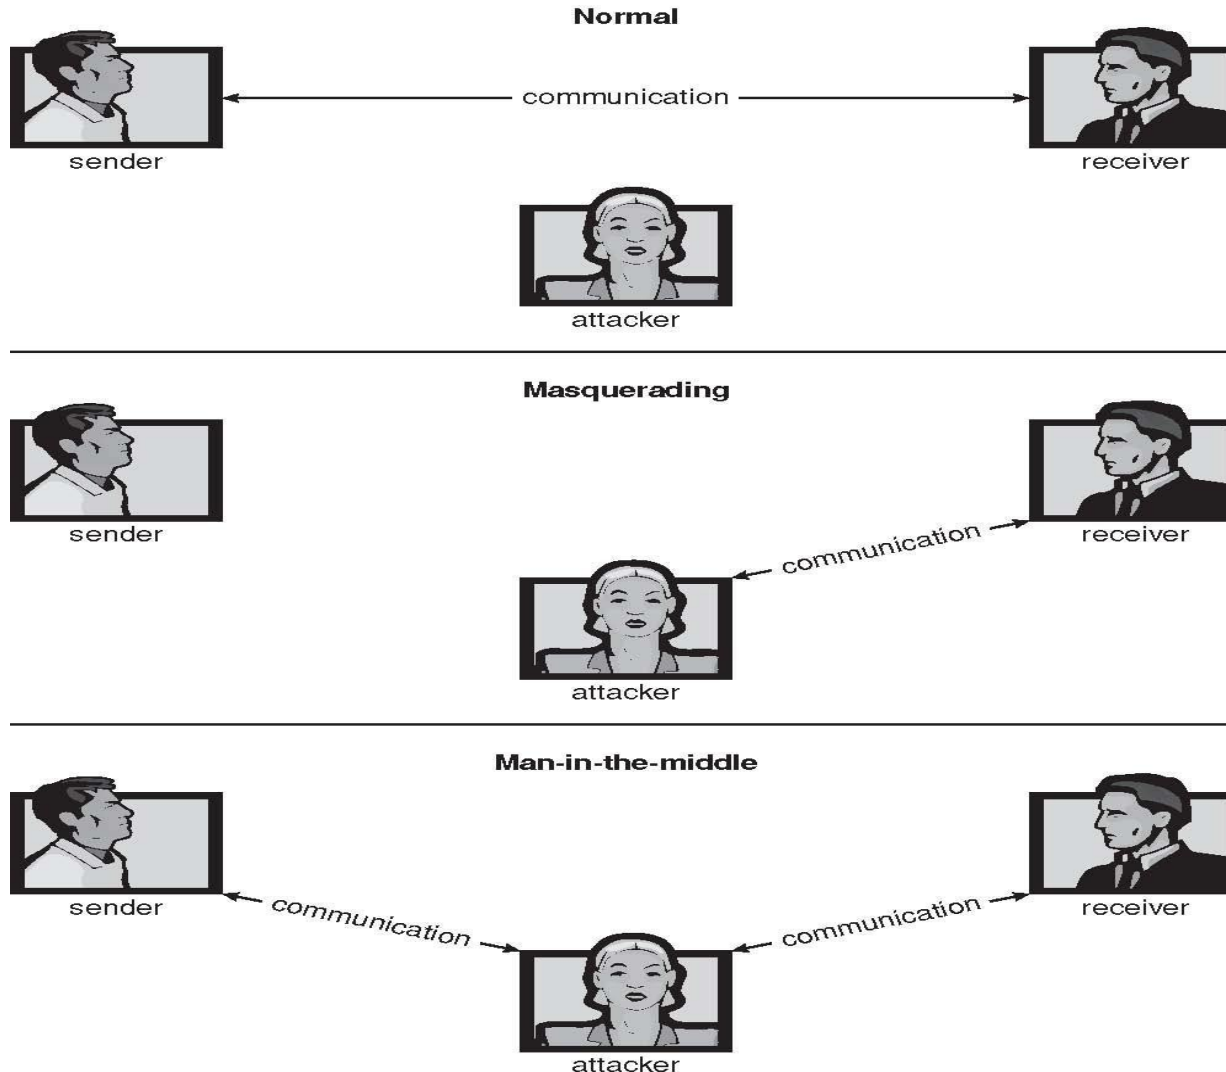 Normal
communication
sender
receiver
attacker
Masquerading
sender
receiver
communication
attacker
Man-in-the-middle
sender
receiver
communication
communication
attacker